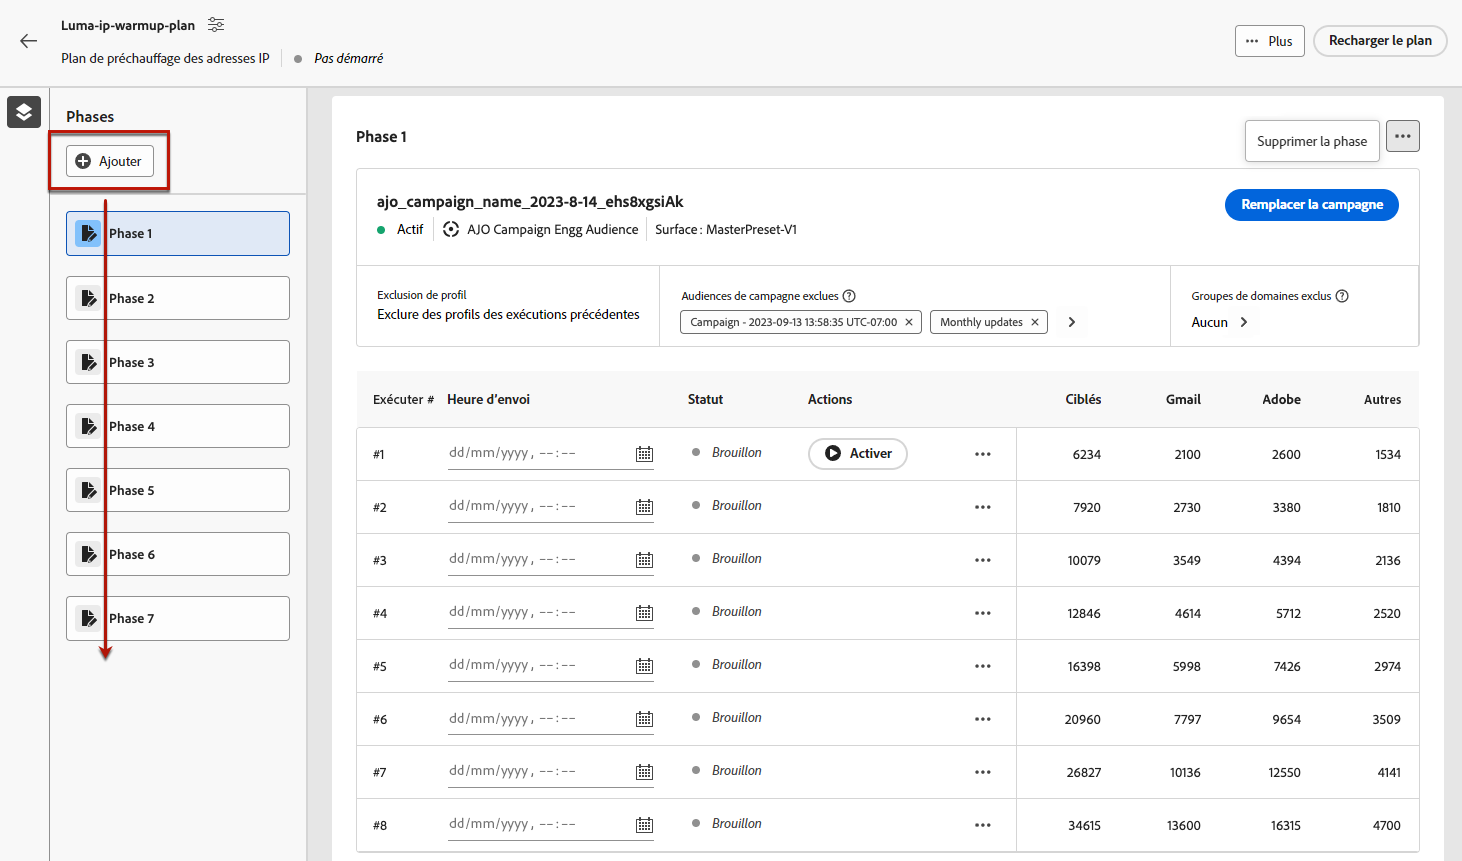 Luma-ip-warmup-plan
Plan de préchauffage des adresses IP Pas démarré
Plus
Recharger le plan
Phases
Ajouter
Phase 1
Phase 2
Phase 3
Phase 4
Phase 5
Phase 6
Phase 7
Phase 1
Supprimer la phase
ajo_campaign_name_2023-8-14_ehs8xgsiAk
Remplacer la campagne
Actif AJO Campaign Engg Audience Surface : MasterPreset-V1
Exclusion de profil
Exclure des profils des exécutions précédentes
Audiences de campagne exclues
Campaign - 2023-09-13 13:58:35 UTC-07:00 Monthly updates
Groupes de domaines exclus
Aucun
Exécuter # Heure d’envoi Statut Actions Ciblés Gmail Adobe Autres
#1 dd/mm/yyyy, --:-- Brouillon Activer 6234 2100 2600 1534
#2 dd/mm/yyyy, --:-- Brouillon 7920 2730 3380 1810
#3 dd/mm/yyyy, --:-- Brouillon 10079 3549 4394 2136
#4 dd/mm/yyyy, --:-- Brouillon 12846 4614 5712 2520
#5 dd/mm/yyyy, --:-- Brouillon 16398 5998 7426 2974
#6 dd/mm/yyyy, --:-- Brouillon 20960 7797 9654 3509
#7 dd/mm/yyyy, --:-- Brouillon 26827 10136 12550 4141
#8 dd/mm/yyyy, --:-- Brouillon 34615 13600 16315 4700